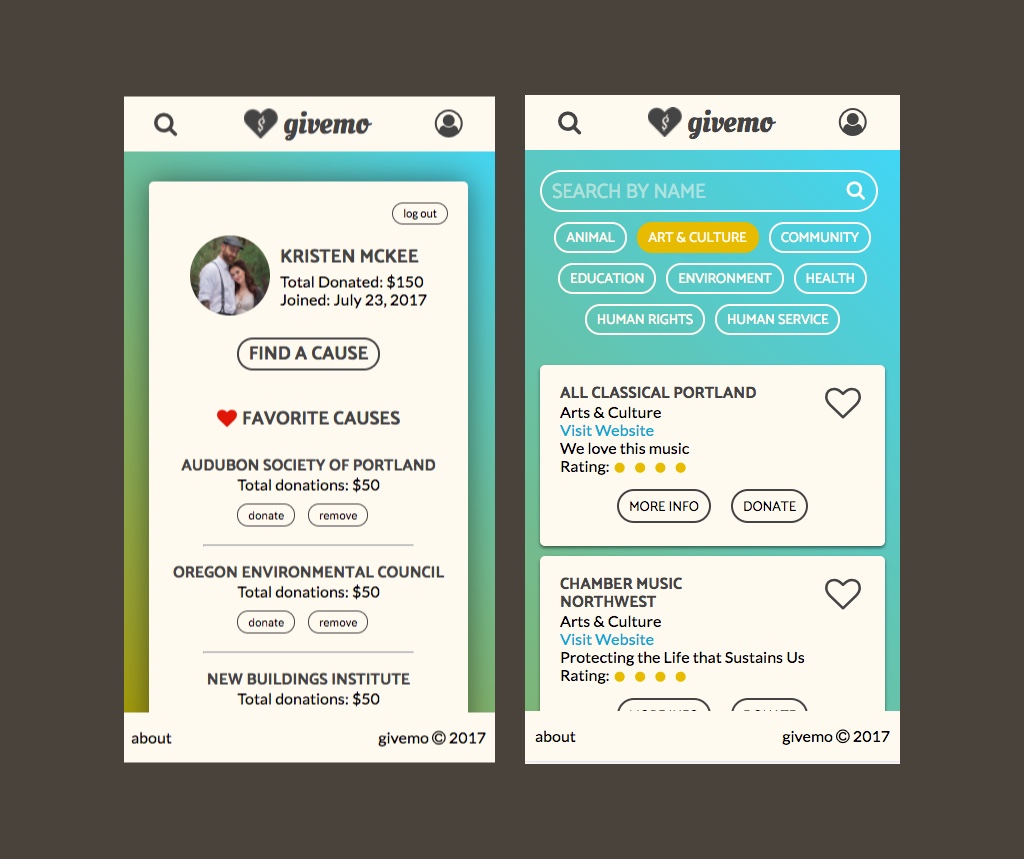 givemo
log out
KRISTEN MCKEE
Total Donated: $150
Joined: July 23, 2017
FIND A CAUSE
FAVORITE CAUSES
AUDUBON SOCIETY OF PORTLAND
Total donations: $50
donate remove
OREGON ENVIRONMENTAL COUNCIL
Total donations: $50
donate remove
NEW BUILDINGS INSTITUTE
Total donations: $50
about givemo © 2017
givemo
SEARCH BY NAME
ANIMAL ART & CULTURE COMMUNITY
EDUCATION ENVIRONMENT HEALTH
HUMAN RIGHTS HUMAN SERVICE
ALL CLASSICAL PORTLAND
Arts & Culture
Visit Website
We love this music
Rating:
MORE INFO DONATE
CHAMBER MUSIC
NORTHWEST
Arts & Culture
Visit Website
Protecting the Life that Sustains Us
Rating:
MORE INFO DONATE
about givemo © 2017